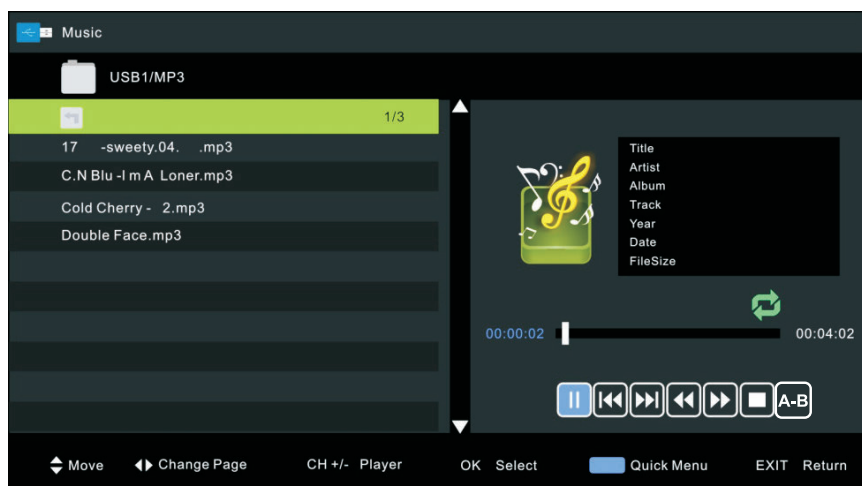 Music
USB1/MP3
1/3
17 -sweety.04. .mp3
C.N Blu -I m A Loner.mp3
Cold Cherry - 2.mp3
Double Face.mp3
Title
Artist
Album
Track
Year
Date
FileSize
00:00:02 00:04:02
A-B
Move Change Page CH +/- Player OK Select Quick Menu EXIT Return